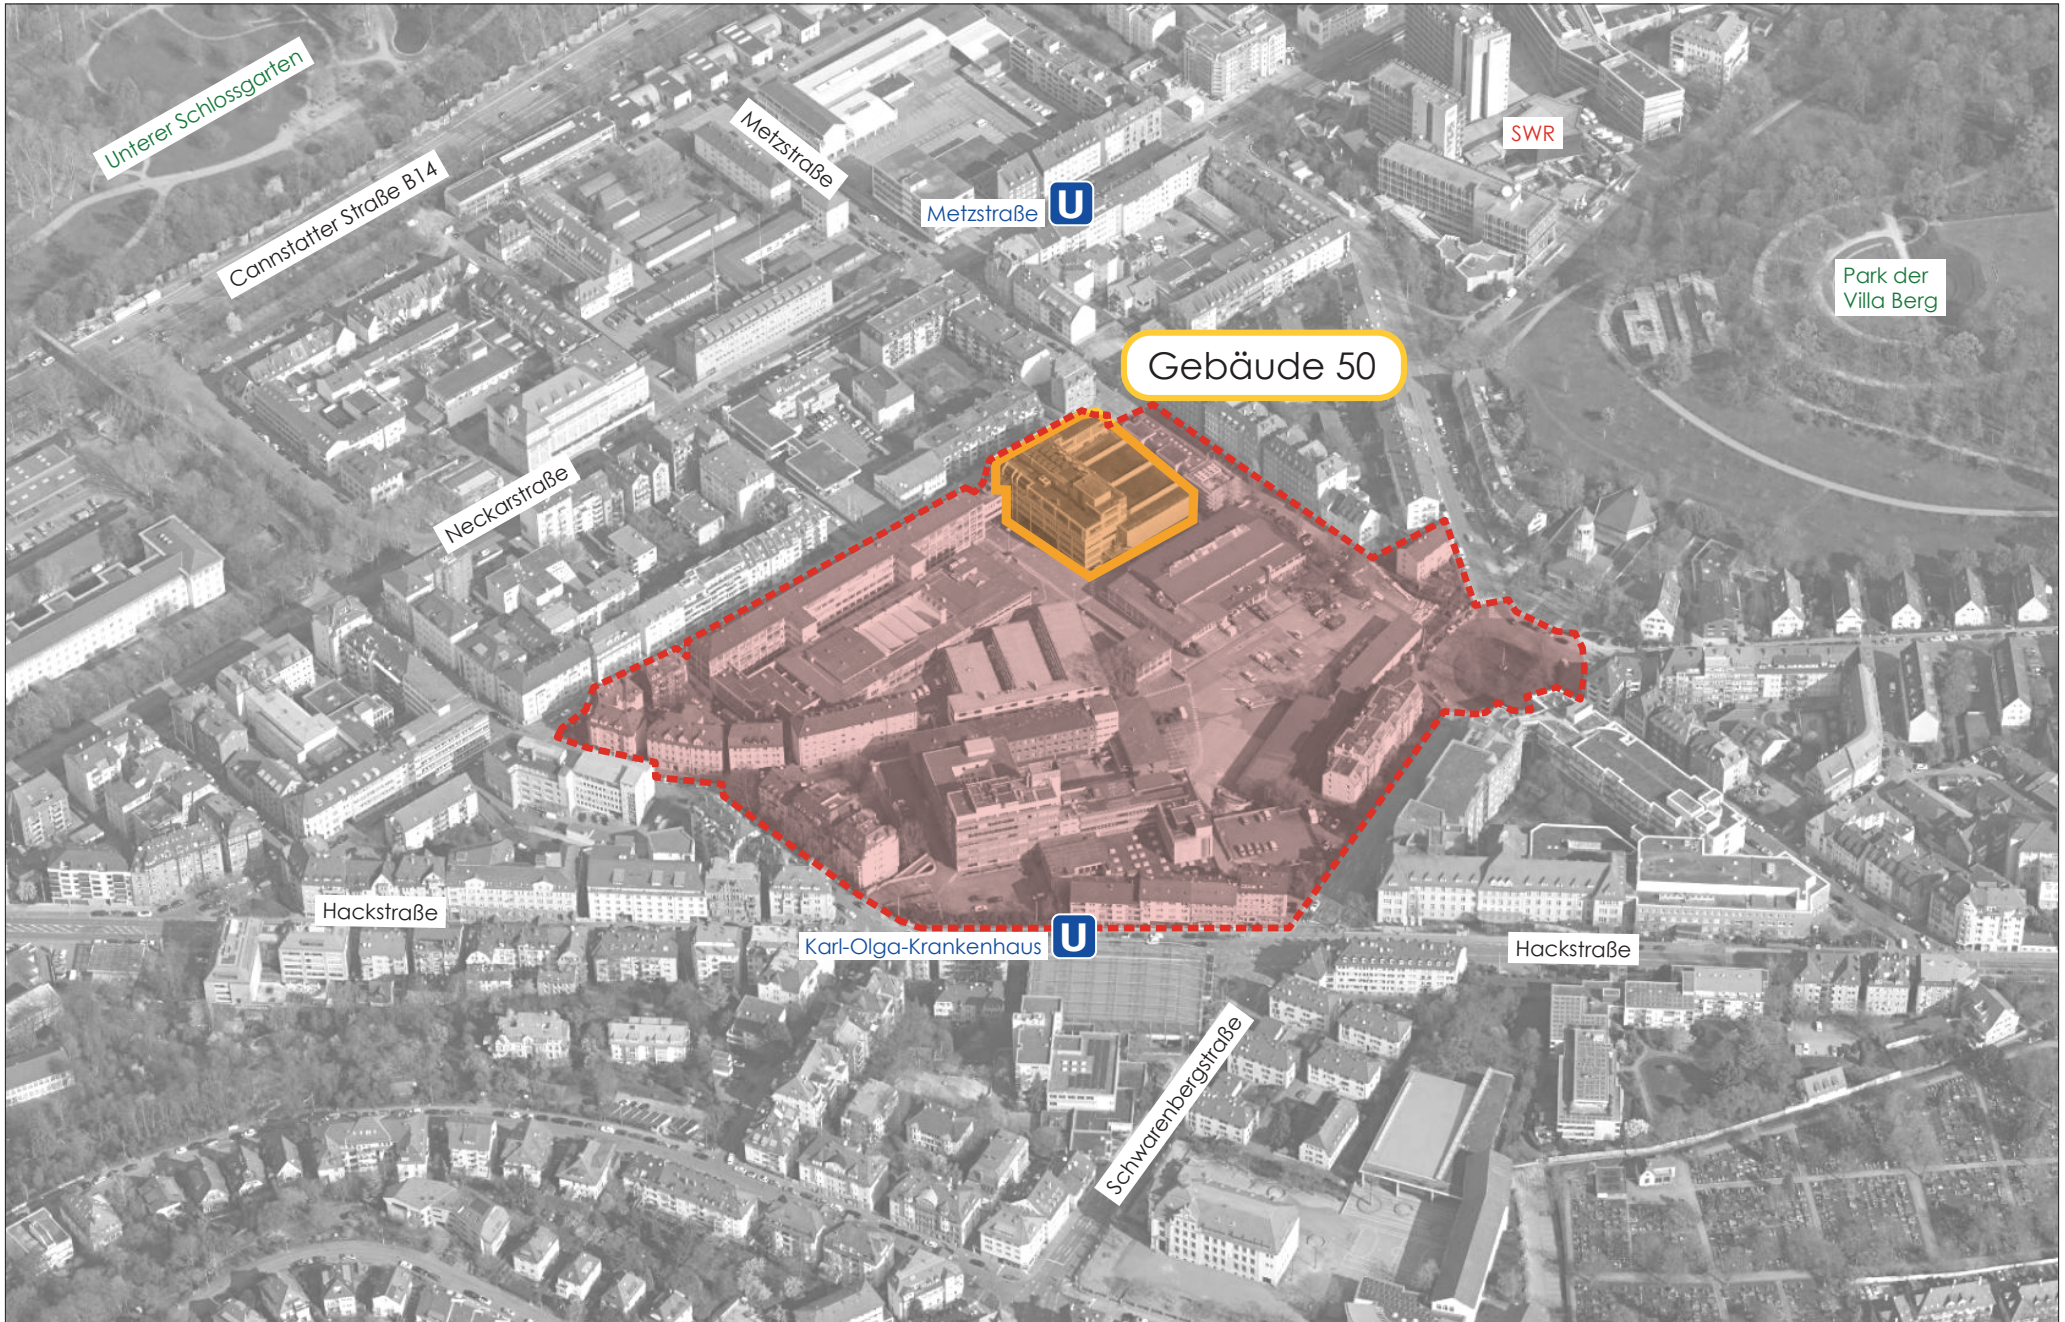 Unterer Schlossgarten
Cannstatter Straße B14
Metzstraße
SWR
Metzstraße U
Park der
Villa Berg
Gebäude 50
Neckarstraße
Hackstraße
Karl-Olga-Krankenhaus U
Hackstraße
Schwarenbergstraße